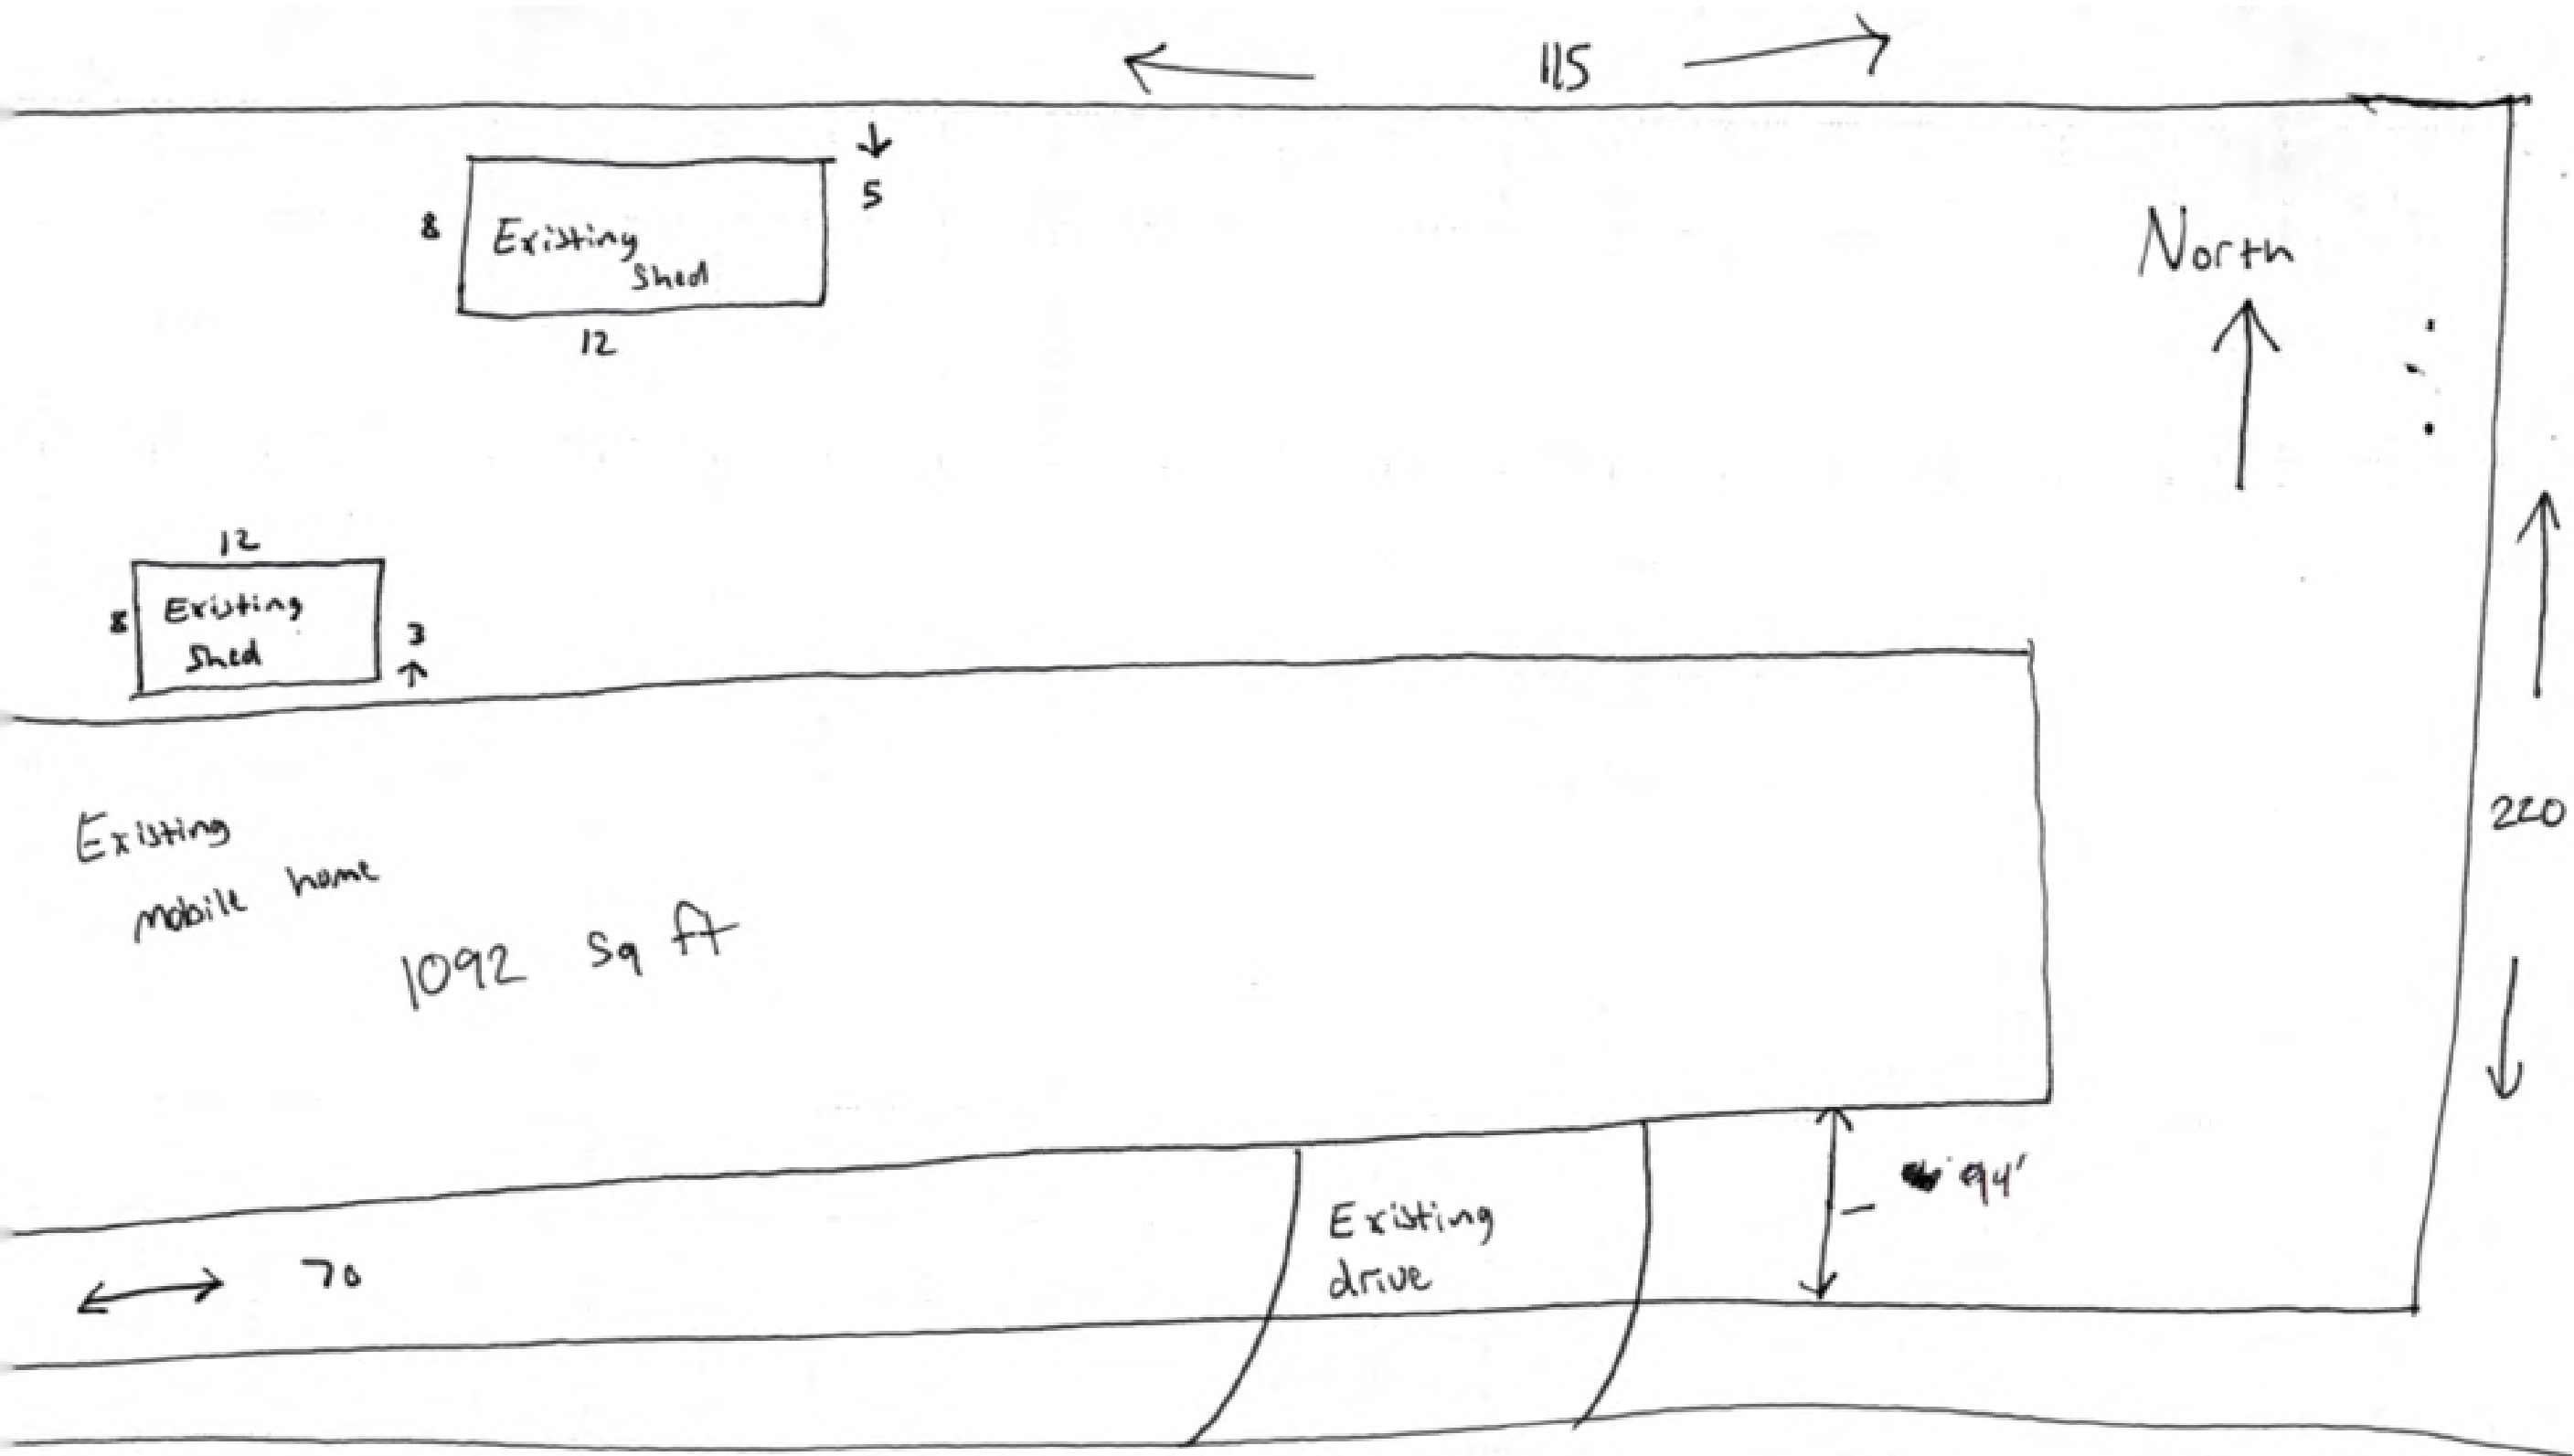 115
5
8
Existing
Shed
12
North
12
8
Existing
Shed
3
220
Existing
mobile home
1092 Sq Ft
94'
Existing
drive
70